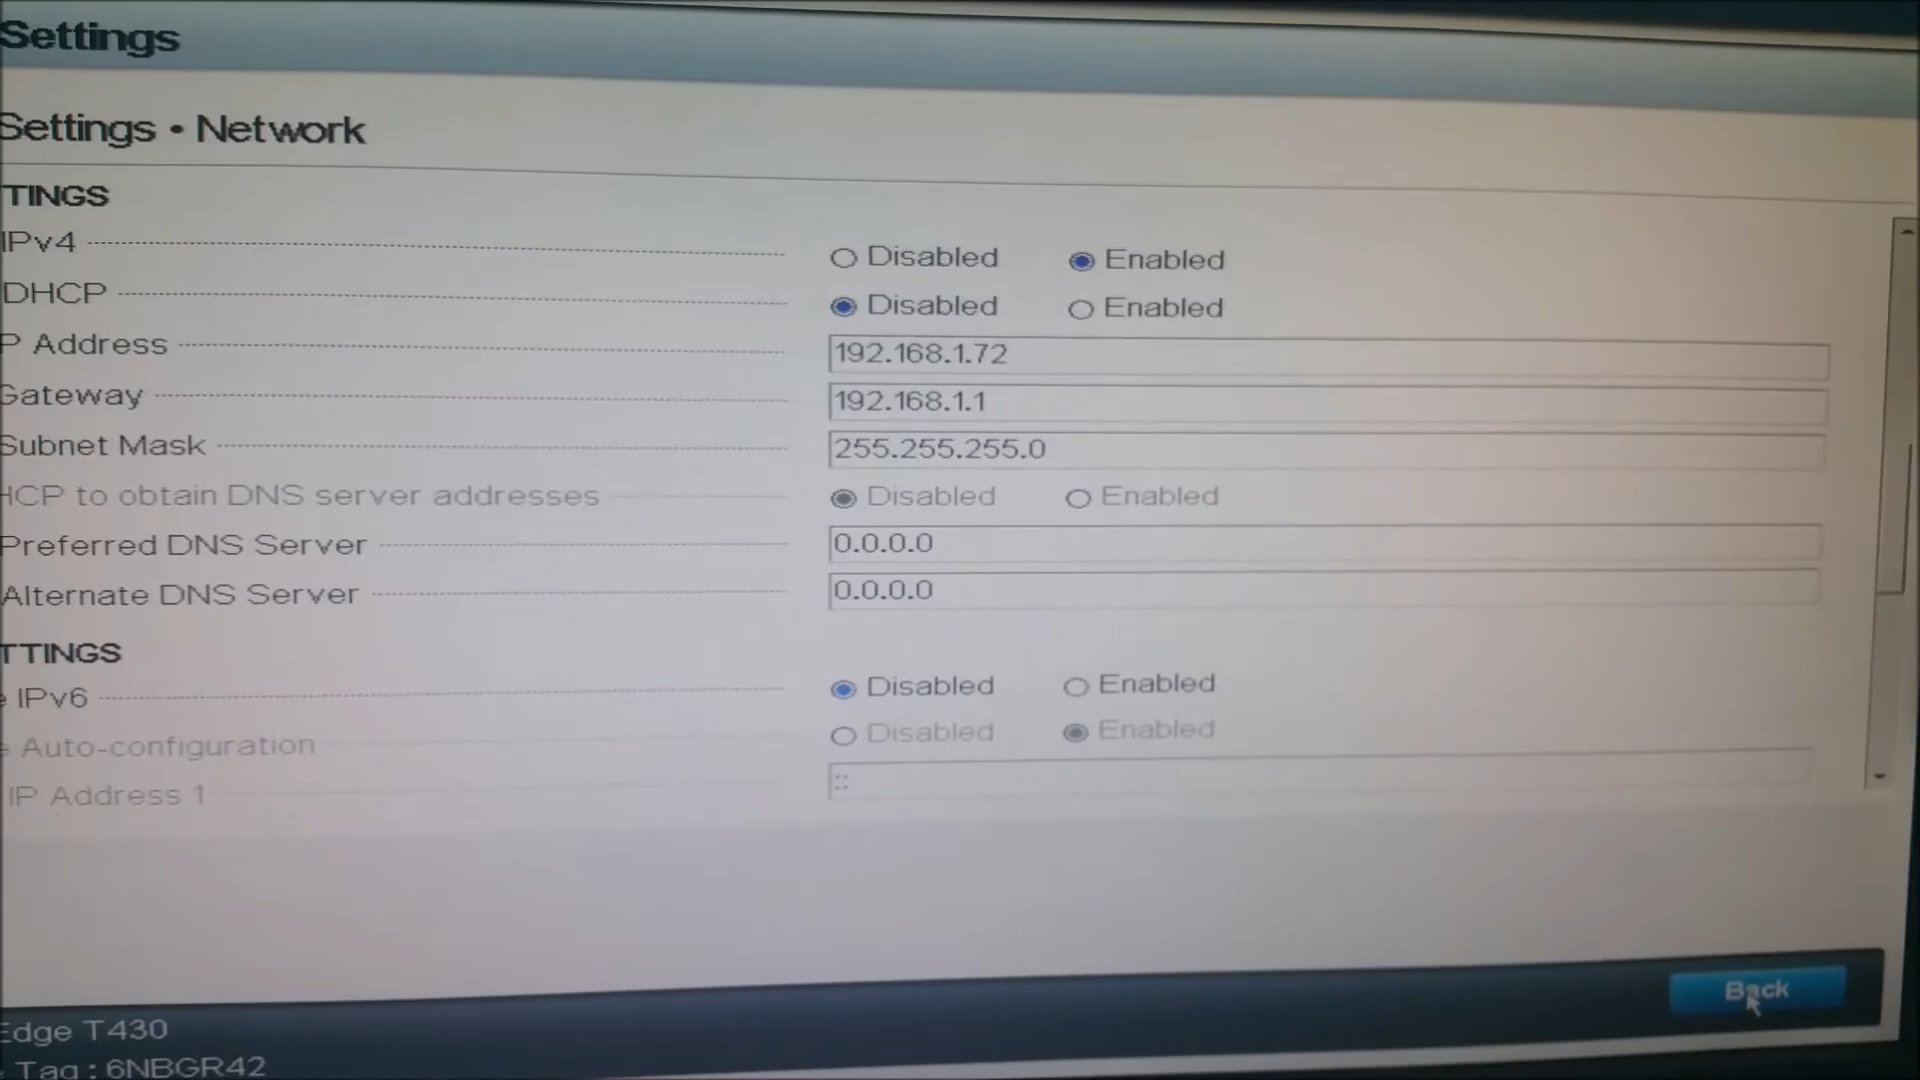 Settings
Settings • Network
TTINGS
IPv4 Disabled Enabled
DHCP Disabled Enabled
P Address 192.168.1.72
Gateway 192.168.1.1
Subnet Mask 255.255.255.0
HCP to obtain DNS server addresses Disabled Enabled
Preferred DNS Server 0.0.0.0
Alternate DNS Server 0.0.0.0
TTINGS
e IPv6 Disabled Enabled
e Auto-configuration Disabled Enabled
IP Address 1 ::
Back
Edge T430
e Tag : 6NBGR42